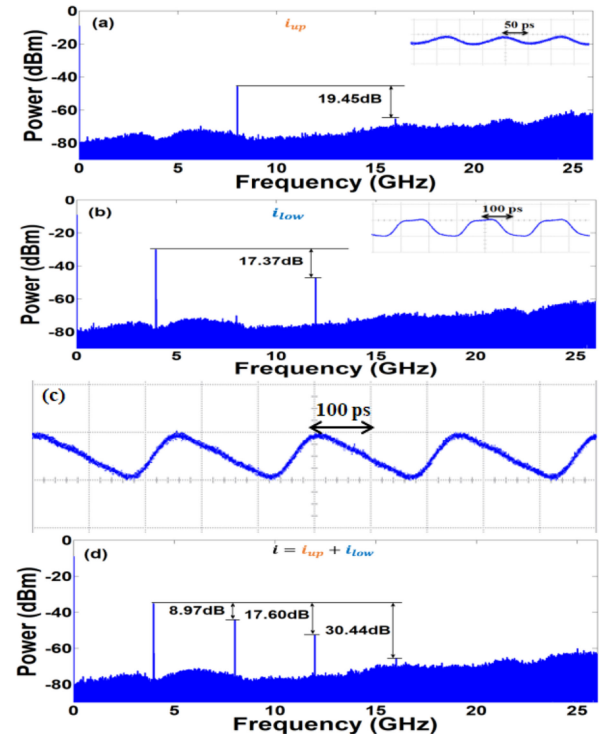 (a)
i_up
50 ps
19.45dB
Power (dBm)
0
-20
-40
-60
-80
0 5 10 15 20 25
Frequency (GHz)
(b)
i_low
100 ps
17.37dB
Power (dBm)
0
-20
-40
-60
-80
0 5 10 15 20 25
Frequency (GHz)
(c)
100 ps
(d)
i = i_up + i_low
8.97dB
17.60dB
30.44dB
Power (dBm)
0
-20
-40
-60
-80
0 5 10 15 20 25
Frequency (GHz)